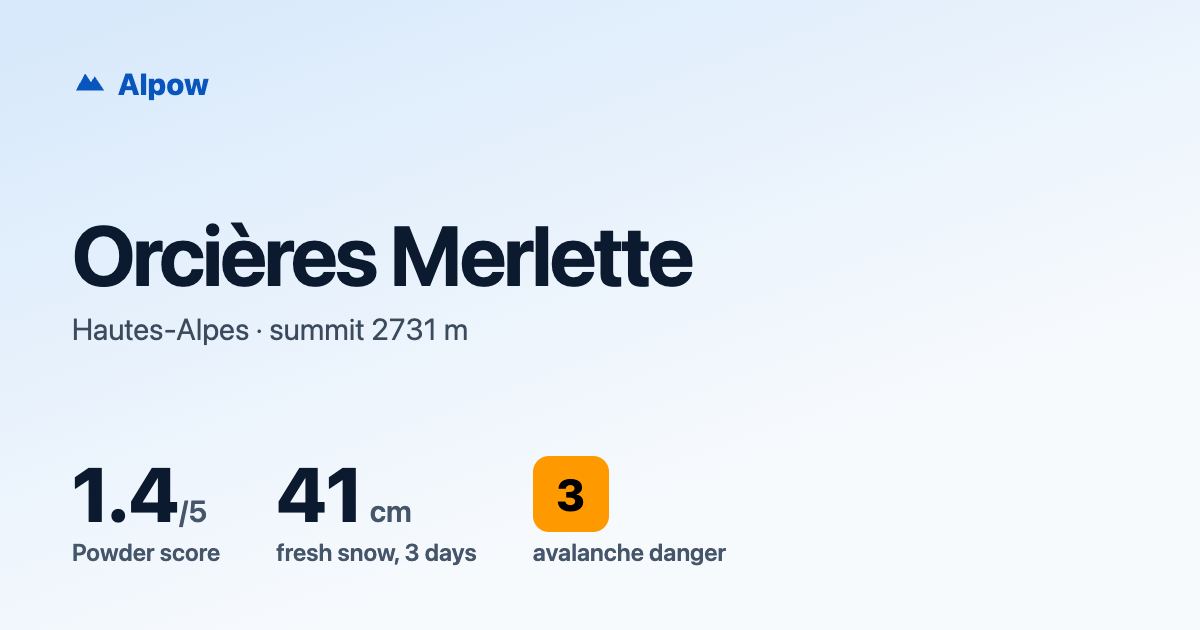 Alpow
Orcières Merlette
Hautes-Alpes · summit 2731 m
1.4/5
Powder score
41 cm
fresh snow, 3 days
3
avalanche danger